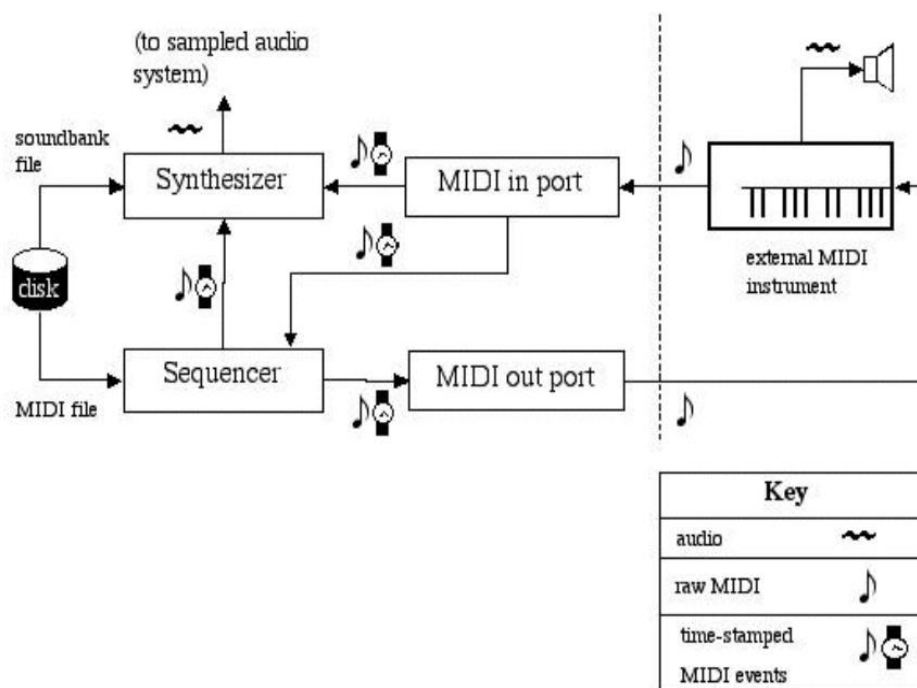 (to sampled audio
system)
soundbank
file
Synthesizer
MIDI in port
external MIDI
instrument
disk
Sequencer
MIDI out port
MIDI file
Key
audio
raw MIDI
time-stamped
MIDI events